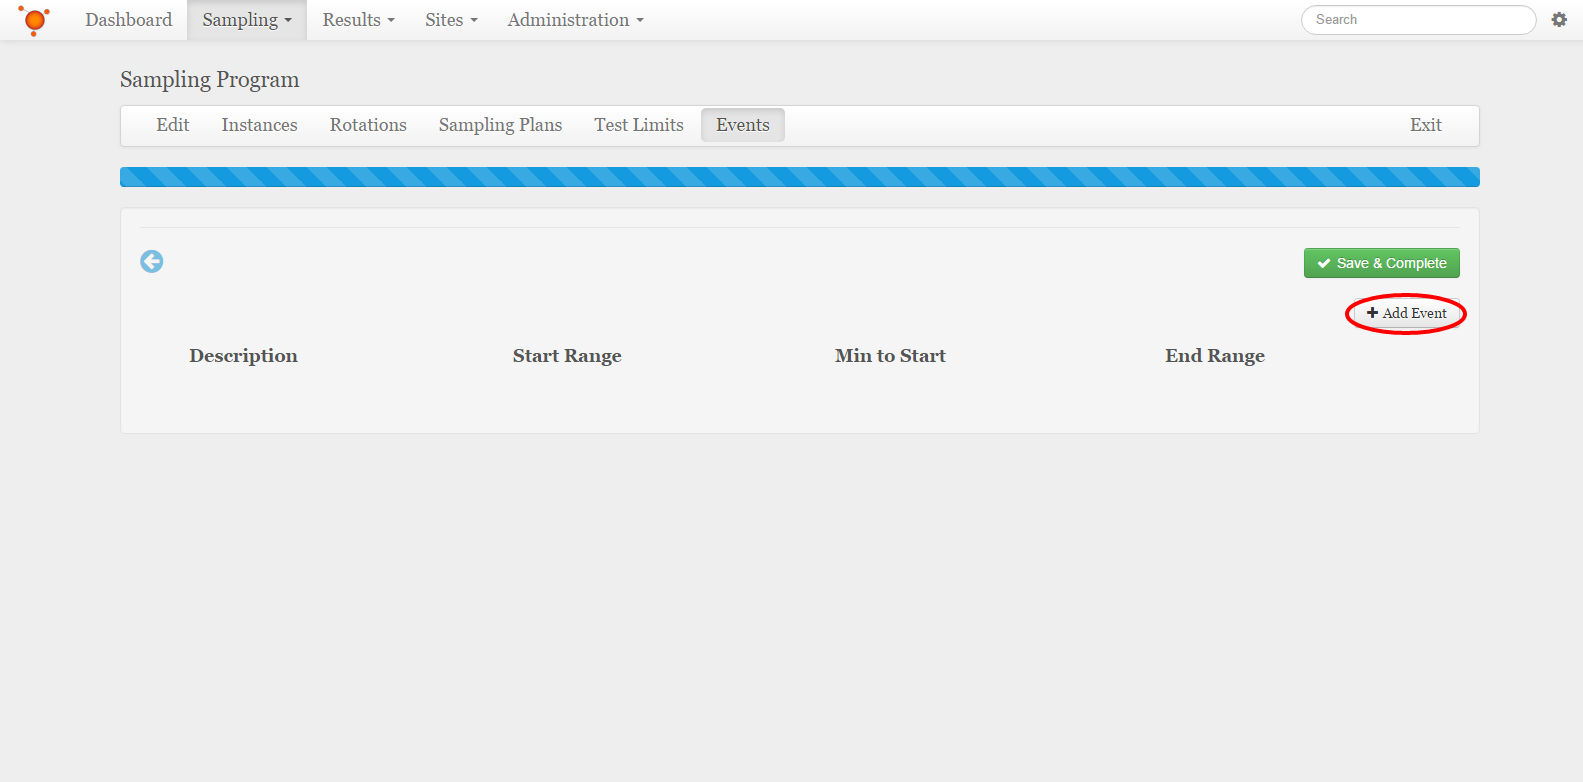 Dashboard Sampling Results Sites Administration Search
Sampling Program
Edit Instances Rotations Sampling Plans Test Limits Events Exit
Save & Complete
Add Event
Description Start Range Min to Start End Range